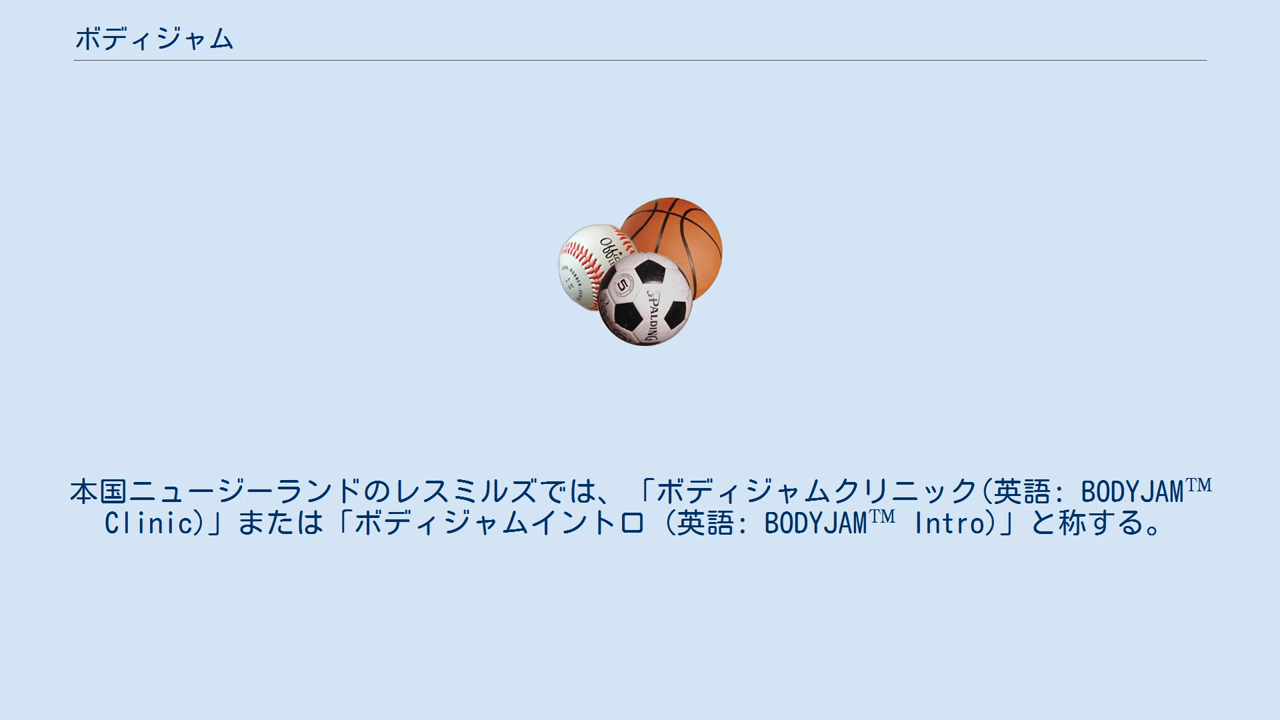 ボディジャム
Offici
5
SPALDING
本国ニュージーランドのレスミルズでは、「ボディジャムクリニック(英語: BODYJAM™
Clinic)」または「ボディジャムイントロ (英語: BODYJAM™ Intro)」と称する。